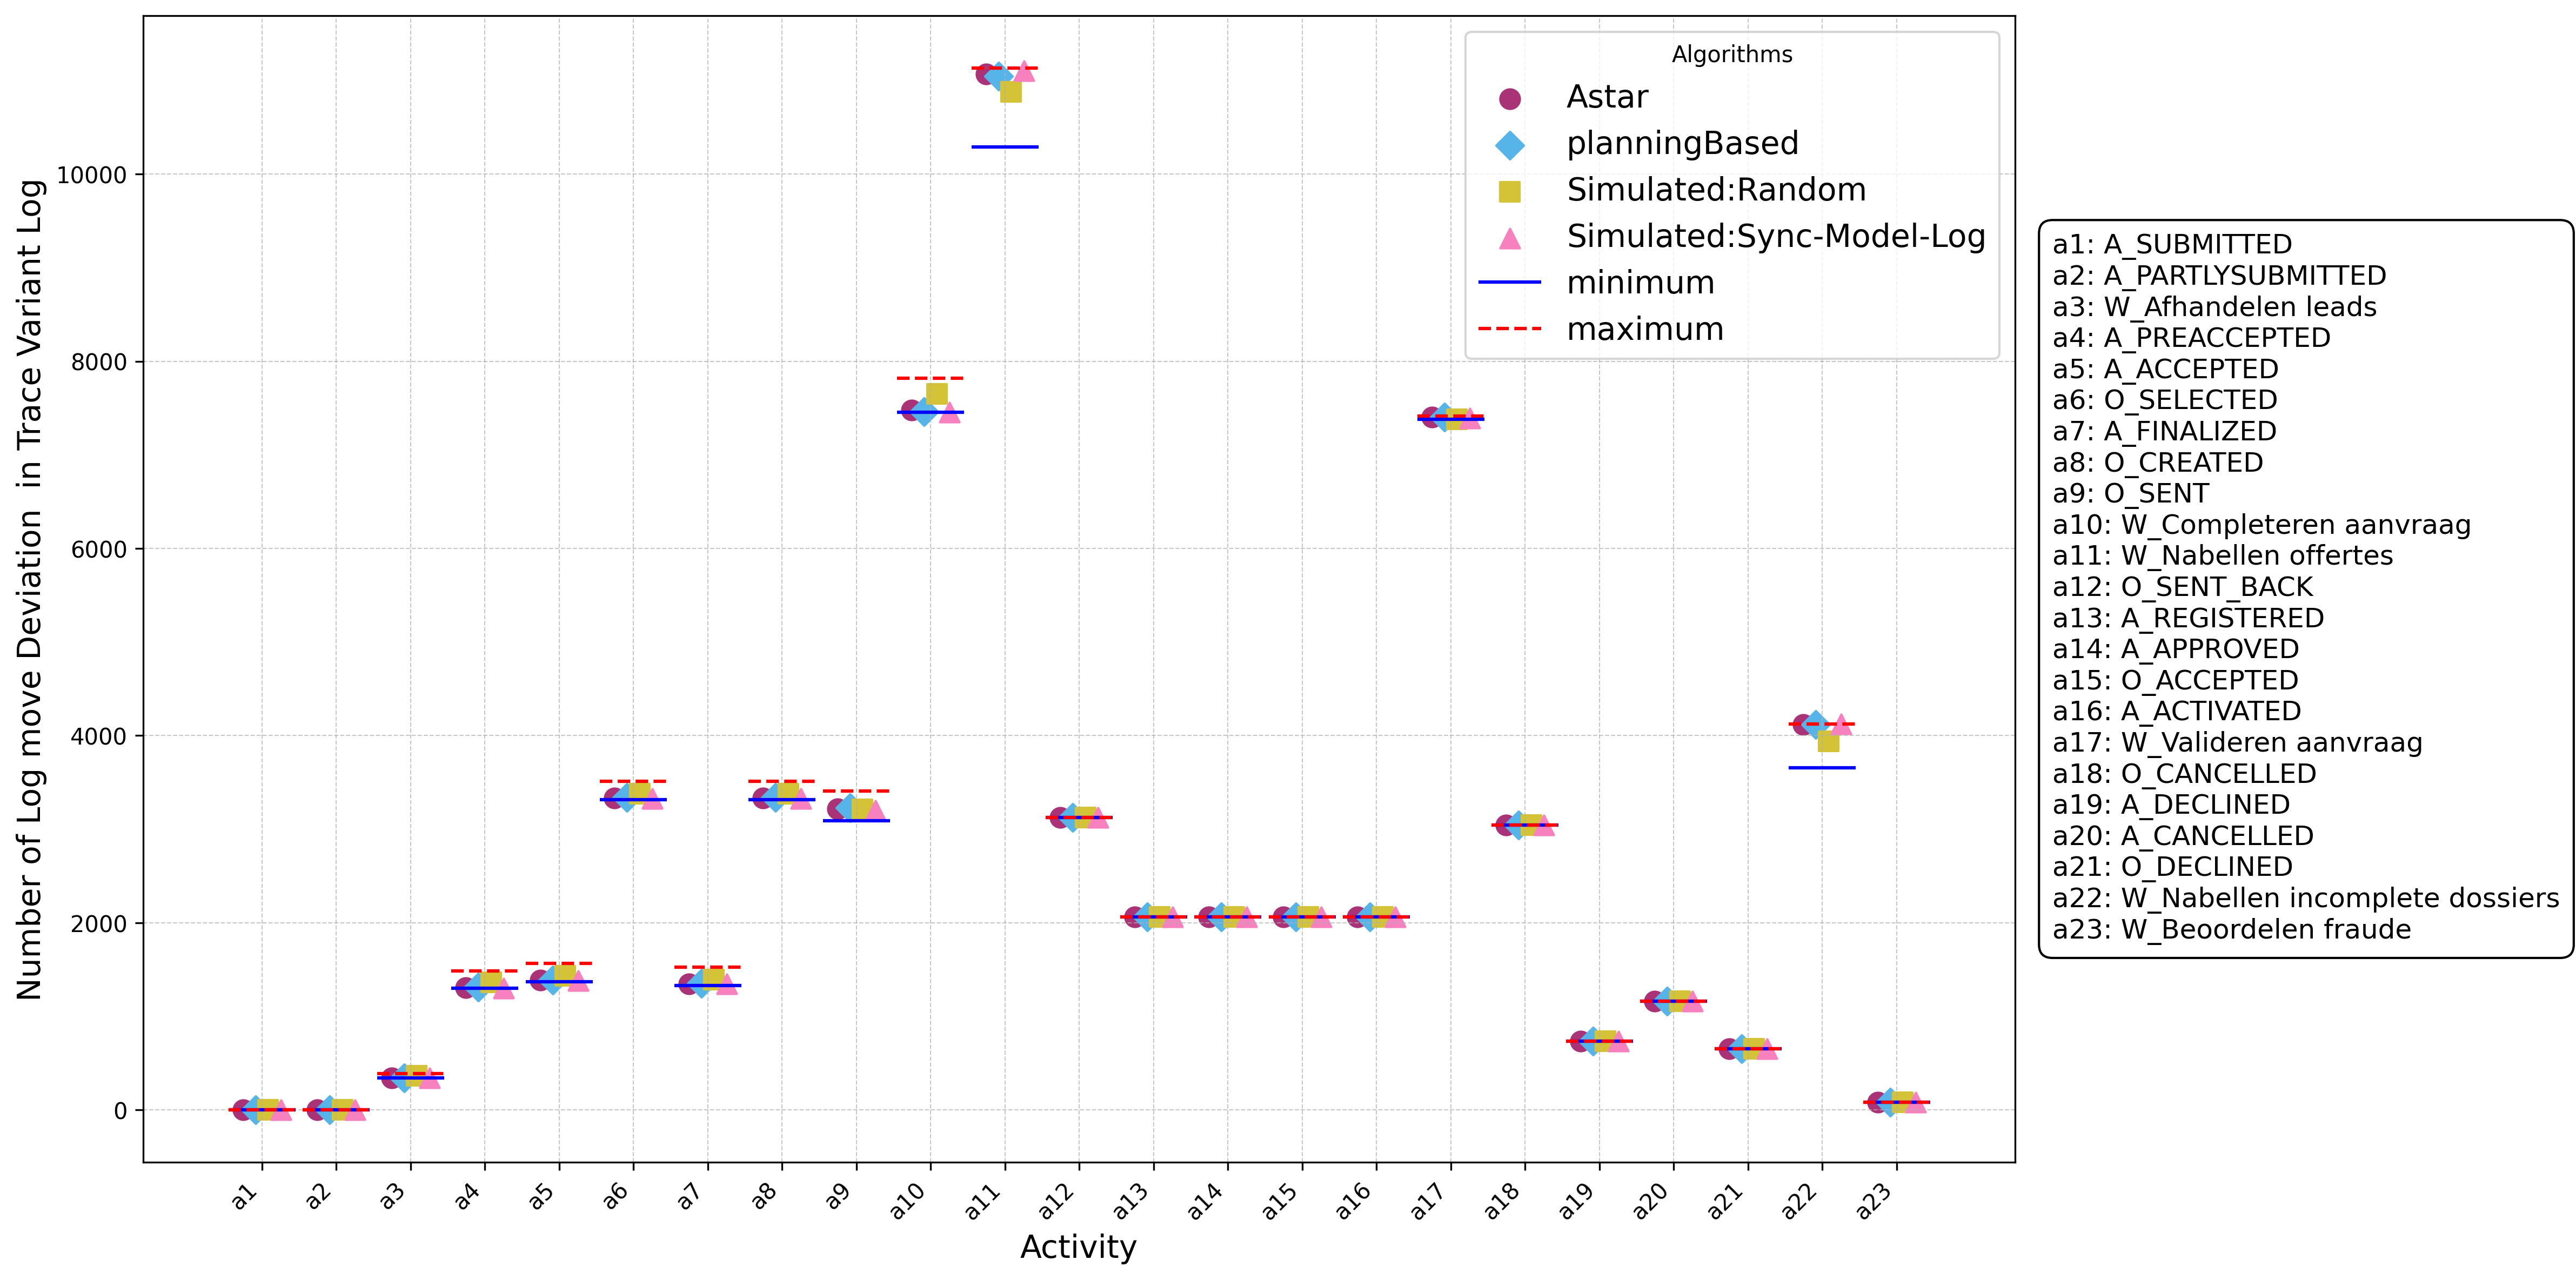 Number of Log move Deviation  in Trace Variant Log
10000
8000
6000
4000
2000
0
a1
a2
a3
a4
a5
a6
a7
a8
a9
a10
a11
a12
a13
a14
a15
a16
a17
a18
a19
a20
a21
a22
a23
Activity
Algorithms
Astar
planningBased
Simulated:Random
Simulated:Sync-Model-Log
minimum
maximum
a1: A_SUBMITTED
a2: A_PARTLYSUBMITTED
a3: W_Afhandelen leads
a4: A_PREACCEPTED
a5: A_ACCEPTED
a6: O_SELECTED
a7: A_FINALIZED
a8: O_CREATED
a9: O_SENT
a10: W_Completeren aanvraag
a11: W_Nabellen offertes
a12: O_SENT_BACK
a13: A_REGISTERED
a14: A_APPROVED
a15: O_ACCEPTED
a16: A_ACTIVATED
a17: W_Valideren aanvraag
a18: O_CANCELLED
a19: A_DECLINED
a20: A_CANCELLED
a21: O_DECLINED
a22: W_Nabellen incomplete dossiers
a23: W_Beoordelen fraude